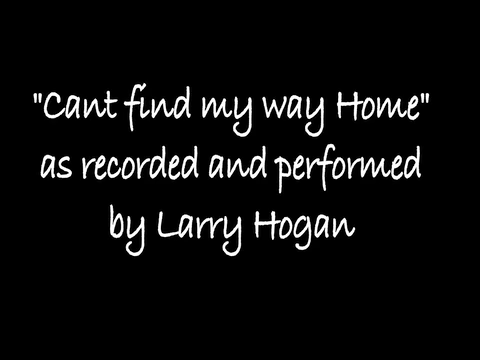 "Cant find my way Home"
as recorded and performed
by Larry Hogan